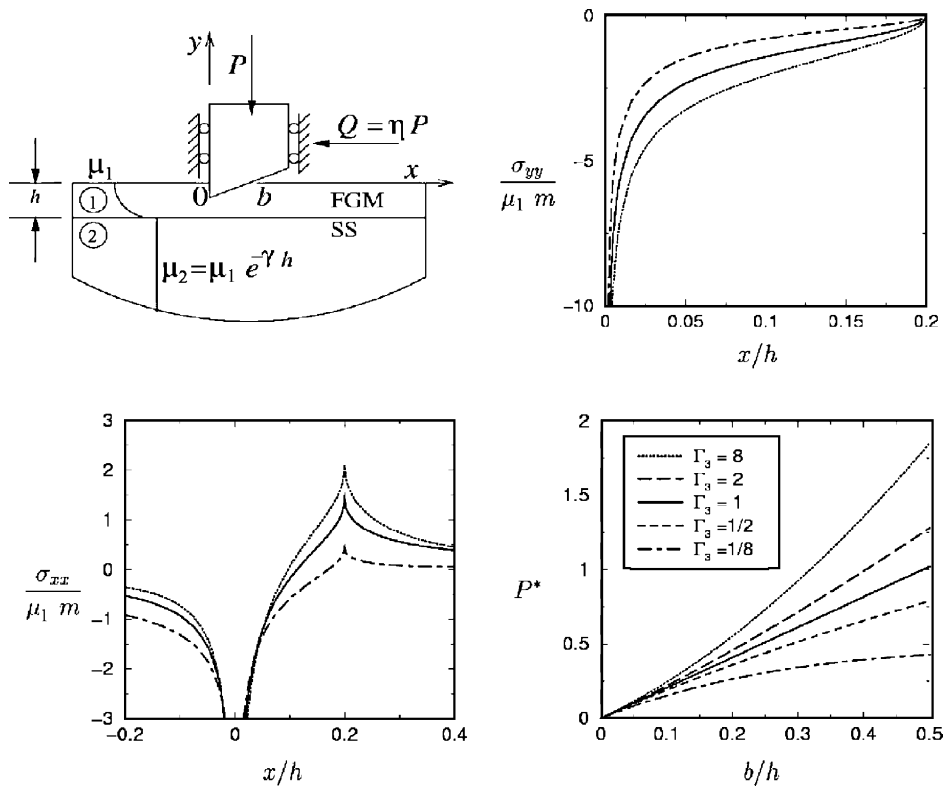 y
P
Q = η P
μ₁
x
h
0
b
①
FGM
②
SS
μ₂=μ₁ e^-γ h
0
-5
-10
σyy
μ₁ m
0
0.05
0.1
0.15
0.2
x/h
3
2
1
0
-1
-2
-3
σxx
μ₁ m
-0.2
0
0.2
0.4
x/h
2
1.5
1
0.5
0
P*
Γ₃ = 8
Γ₃ = 2
Γ₃ = 1
Γ₃ =1/2
Γ₃ =1/8
0
0.1
0.2
0.3
0.4
0.5
b/h